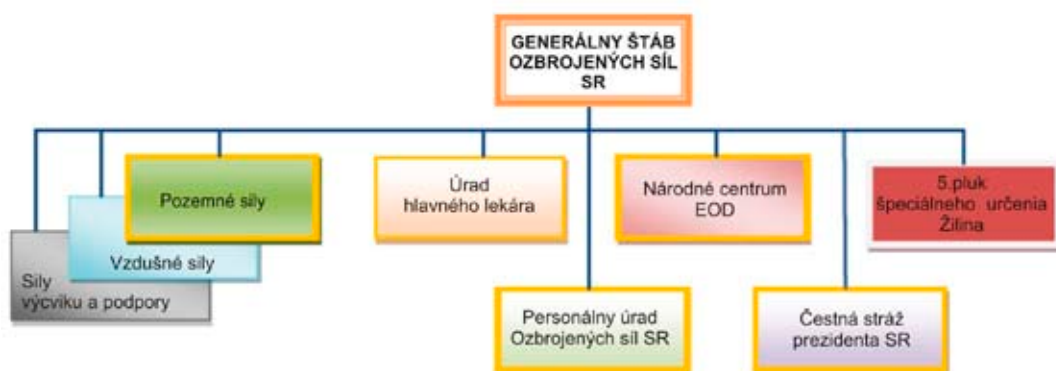 GENERÁLNY ŠTÁB
OZBROJENÝCH SÍL
SR
Pozemné sily
Vzdušné sily
Sily
výcviku a podpory
Úrad
hlavného lekára
Národné centrum
EOD
5.pluk
špeciálneho určenia
Žilina
Personálny úrad
Ozbrojených síl SR
Čestná stráž
prezidenta SR